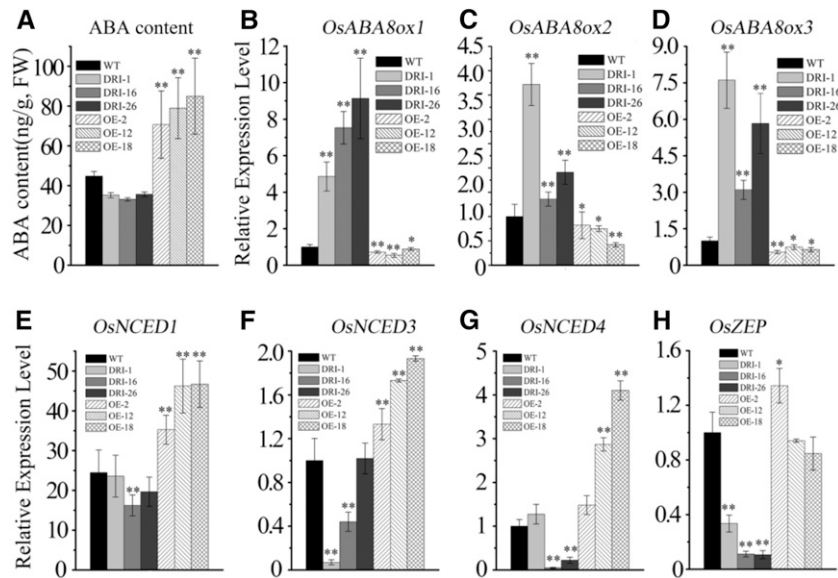 A ABA content
ABA content(ng/g, FW)
100
80
60
40
20
0
WT
DRI-1
DRI-16
DRI-26
OE-2
OE-12
OE-18
** ** **
B OsABA8ox1
Relative Expression Level
12
10
8
6
4
2
0
WT
DRI-1
DRI-16
DRI-26
OE-2
OE-12
OE-18
** ** ** ** ** *
C OsABA8ox2
4.5
4.0
3.5
3.0
2.5
2.0
1.5
1.0
0.5
WT
DRI-1
DRI-16
DRI-26
OE-2
OE-12
OE-18
** ** ** * * **
D OsABA8ox3
9.0
7.5
6.0
4.5
3.0
1.5
0.0
WT
DRI-1
DRI-16
DRI-26
OE-2
OE-12
OE-18
** ** ** ** * *
E OsNCED1
Relative Expression Level
50
40
30
20
10
0
WT
DRI-1
DRI-16
DRI-26
OE-2
OE-12
OE-18
** ** ** **
F OsNCED3
2.0
1.6
1.2
0.8
0.4
0
WT
DRI-1
DRI-16
DRI-26
OE-2
OE-12
OE-18
** ** ** ** **
G OsNCED4
5
4
3
2
1
0
WT
DRI-1
DRI-16
DRI-26
OE-2
OE-12
OE-18
** ** ** **
H OsZEP
1.6
1.2
0.8
0.4
0.0
WT
DRI-1
DRI-16
DRI-26
OE-2
OE-12
OE-18
** ** ** *